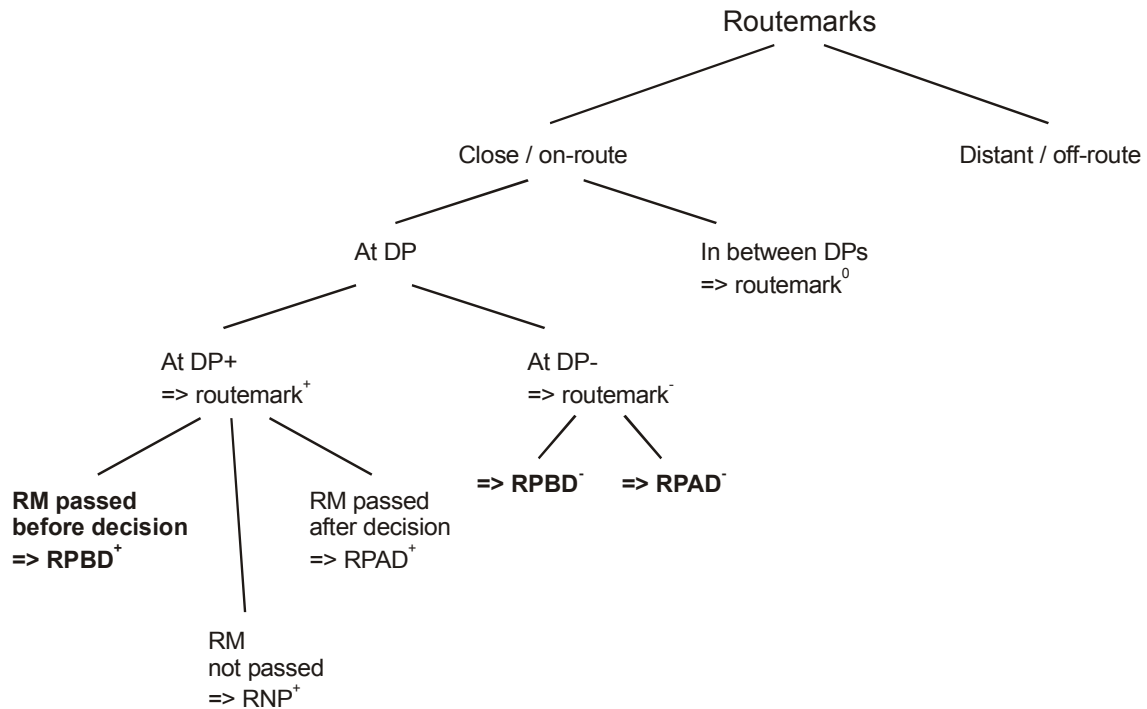 Routemarks
Close / on-route
Distant / off-route
At DP
In between DPs
=> routemark⁰
At DP+
=> routemark⁺
At DP-
=> routemark⁻
RM passed
before decision
=> RPBD⁺
RM
not passed
=> RNP⁺
RM passed
after decision
=> RPAD⁺
=> RPBD⁻
=> RPAD⁻